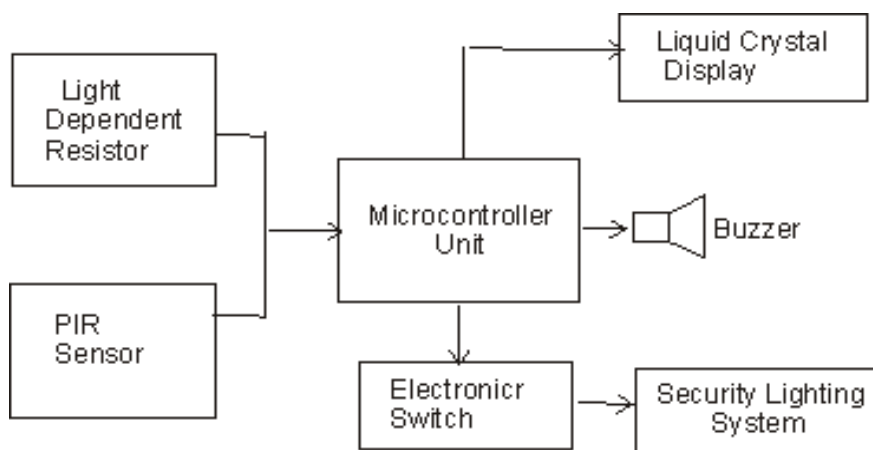 Light
Dependent
Resistor
PIR
Sensor
Microcontroller
Unit
Liquid Crystal
Display
Buzzer
Electronicr
Switch
Security Lighting
System